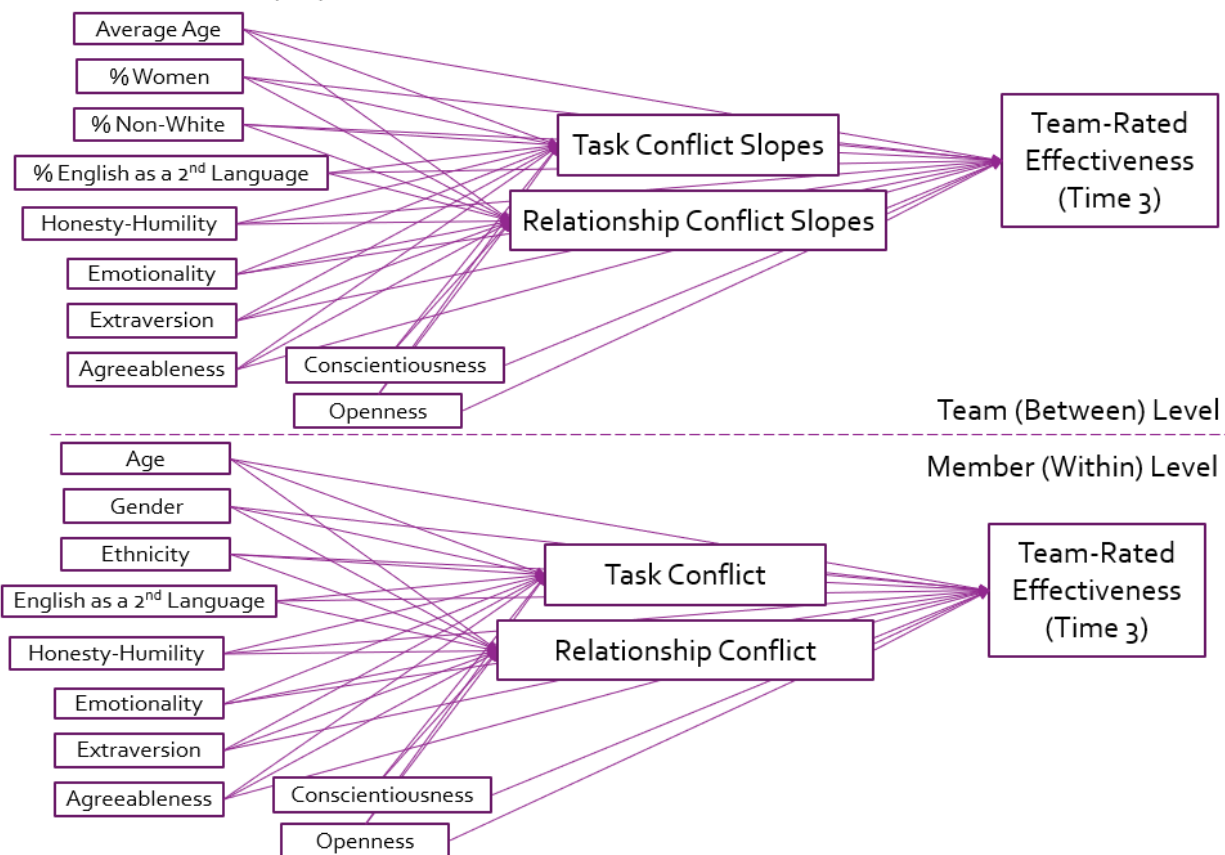 Average Age
% Women
% Non-White
% English as a 2nd Language
Honesty-Humility
Emotionality
Extraversion
Agreeableness
Conscientiousness
Openness
Task Conflict Slopes
Relationship Conflict Slopes
Team-Rated
Effectiveness
(Time 3)
Team (Between) Level
Member (Within) Level
Age
Gender
Ethnicity
English as a 2nd Language
Honesty-Humility
Emotionality
Extraversion
Agreeableness
Conscientiousness
Openness
Task Conflict
Relationship Conflict
Team-Rated
Effectiveness
(Time 3)